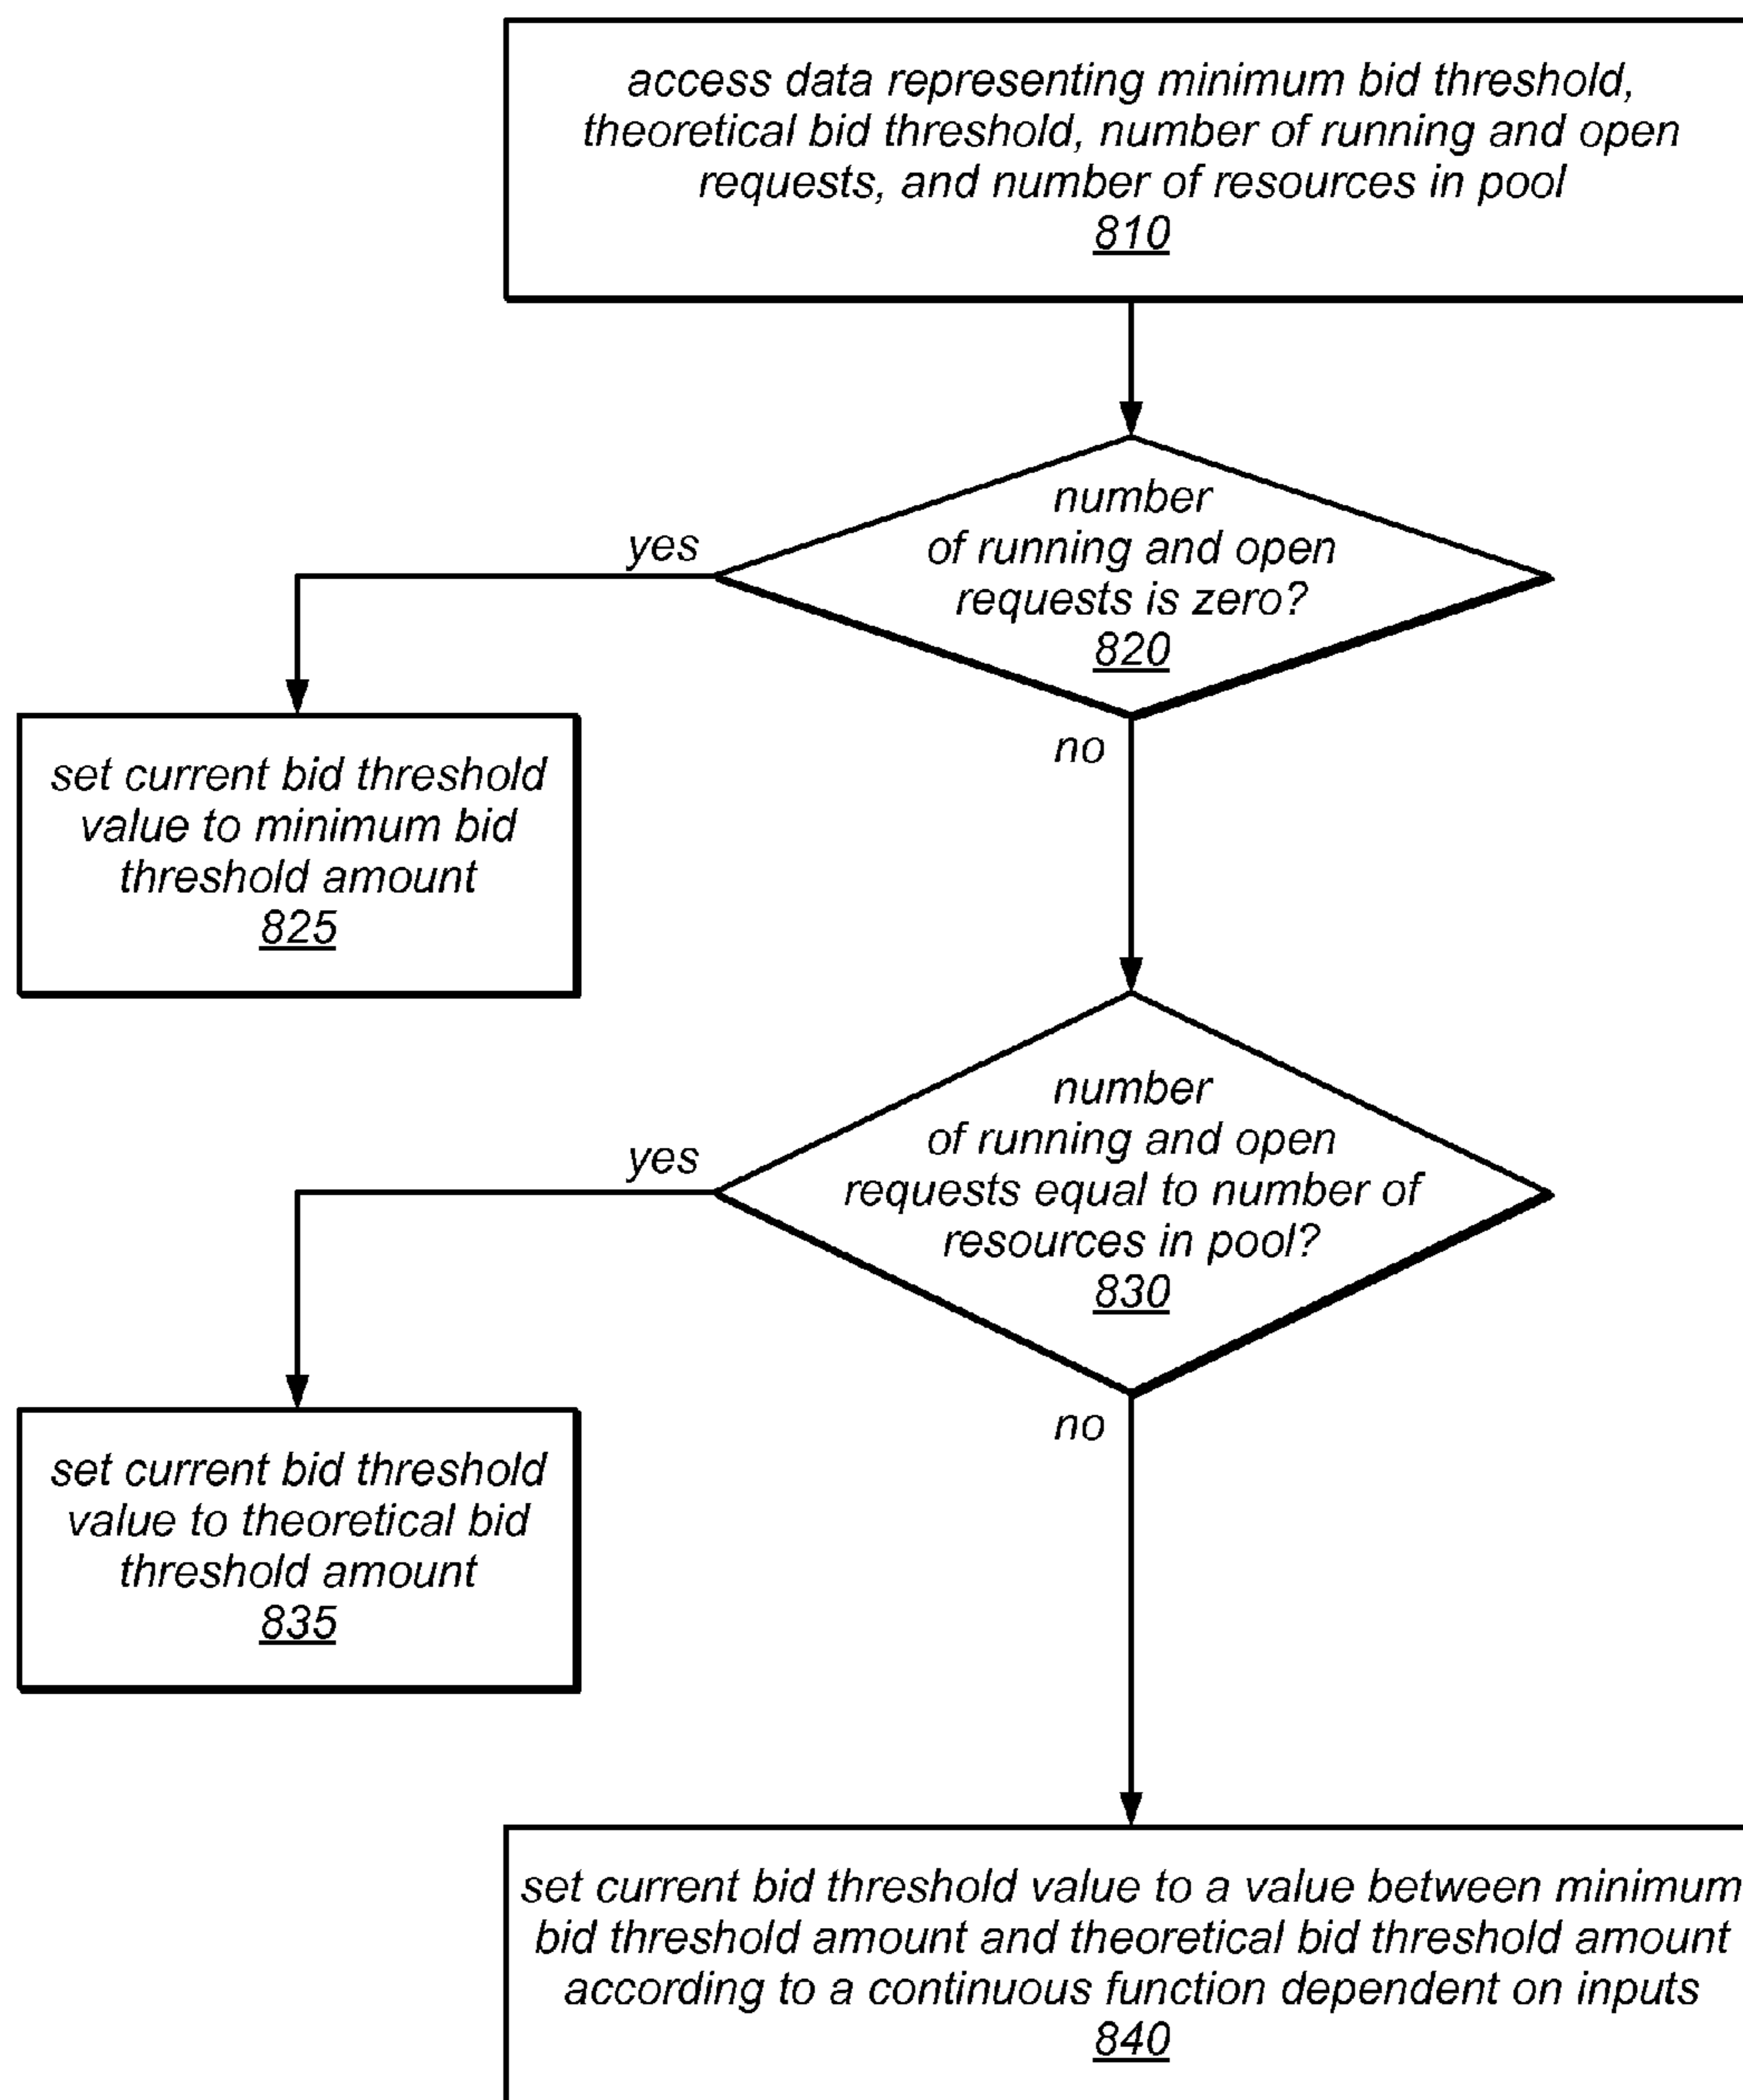 access data representing minimum bid threshold,
theoretical bid threshold, number of running and open
requests, and number of resources in pool
810
number
of running and open
requests is zero?
820
yes
no
set current bid threshold
value to minimum bid
threshold amount
825
number
of running and open
requests equal to number of
resources in pool?
830
yes
no
set current bid threshold
value to theoretical bid
threshold amount
835
set current bid threshold value to a value between minimum
bid threshold amount and theoretical bid threshold amount
according to a continuous function dependent on inputs
840